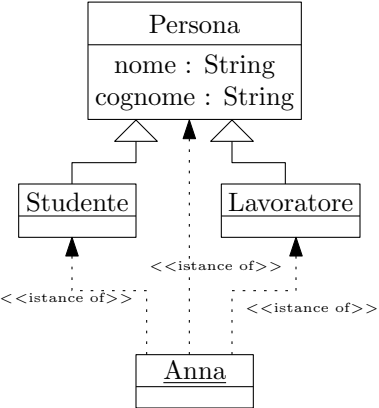 Persona
nome : String
cognome : String
Studente
Lavoratore
<<istance of>>
<<istance of>>
<<istance of>>
Anna